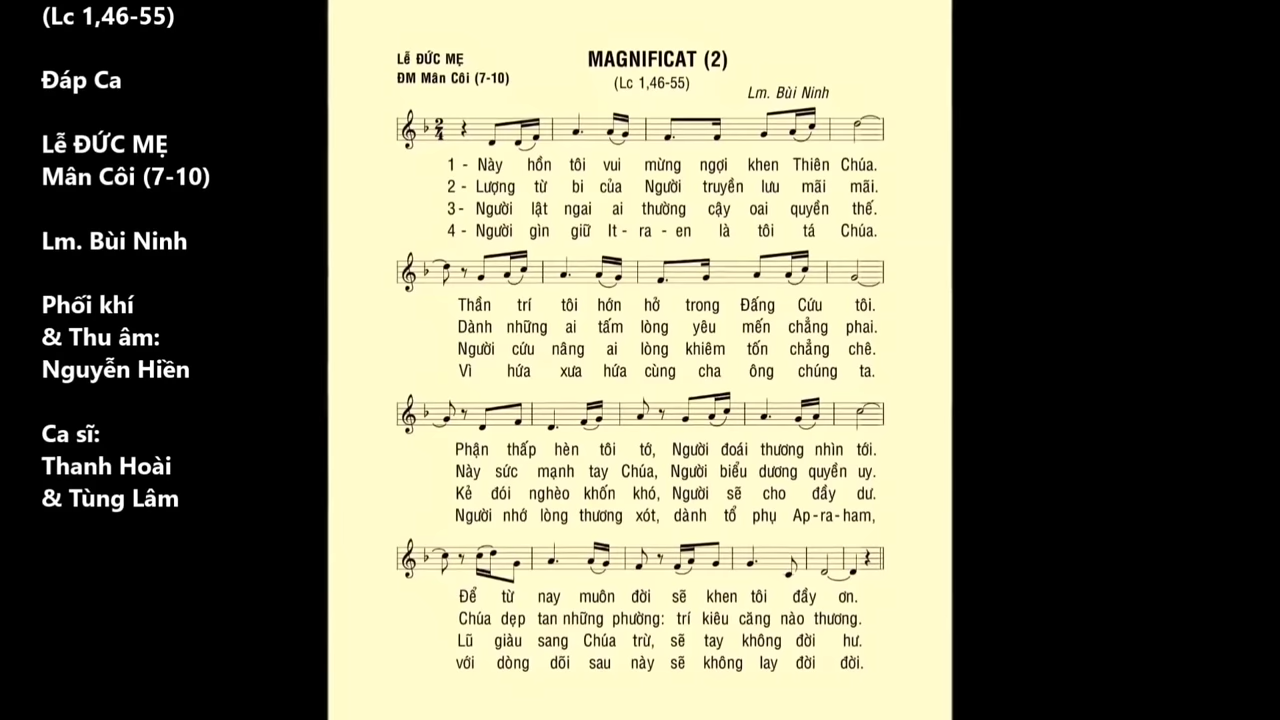 (Lc 1,46-55)
Đáp Ca
Lễ ĐỨC MẸ
Mân Côi (7-10)
Lm. Bùi Ninh
Phối khí
& Thu âm:
Nguyễn Hiền
Ca sĩ:
Thanh Hoài
& Tùng Lâm
Lễ ĐỨC MẸ
ĐM Mân Côi (7-10)
MAGNIFICAT (2)
(Lc 1,46-55)
Lm. Bùi Ninh
1 - Này hồn tôi vui mừng ngợi khen Thiên Chúa.
2 - Lượng từ bi của Người truyền lưu mãi mãi.
3 - Người lật ngai ai thường cậy oai quyền thế.
4 - Người gìn giữ It - ra - en là tôi tá Chúa.
Thần trí tôi hớn hở trong Đấng Cứu tôi.
Dành những ai tấm lòng yêu mến chẳng phai.
Người cứu nâng ai lòng khiêm tốn chẳng chê.
Vì hứa xưa hứa cùng cha ông chúng ta.
Phận thấp hèn tôi tớ, Người đoái thương nhìn tới.
Này sức mạnh tay Chúa, Người biểu dương quyền uy.
Kẻ đói nghèo khốn khó, Người sẽ cho đầy dư.
Người nhớ lòng thương xót, dành tổ phụ Ap - ra - ham,
Để từ nay muôn đời sẽ khen tôi đầy ơn.
Chúa dẹp tan những phường: trí kiêu căng nào thương.
Lũ giàu sang Chúa trừ, sẽ tay không đời hư.
với dòng dõi sau này sẽ không lay đời đời.